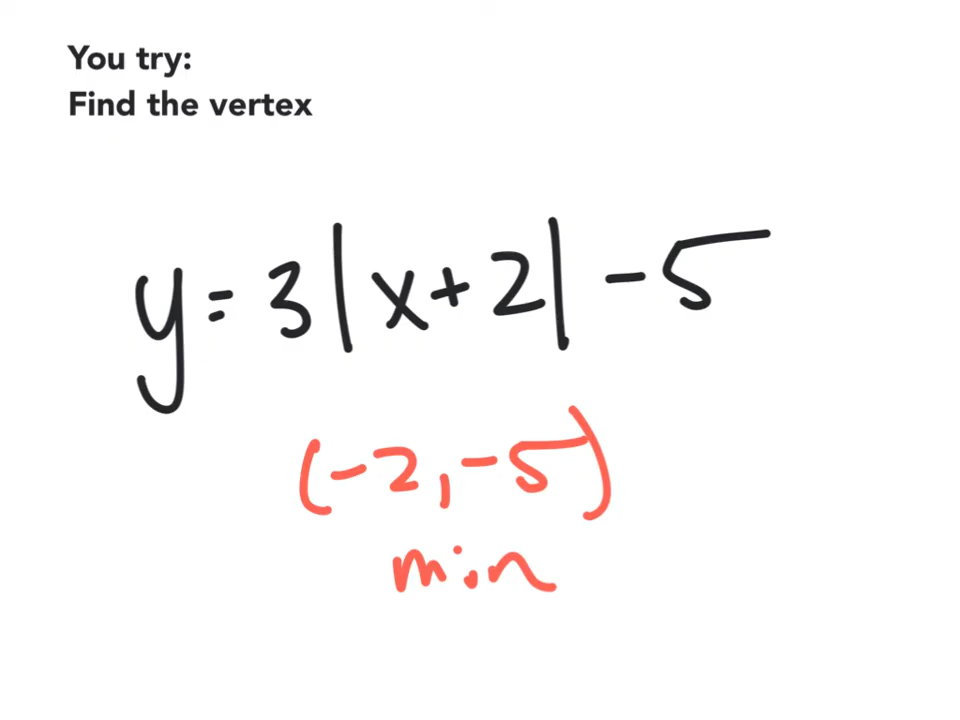 You try:
Find the vertex
y = 3|x+2| - 5
(-2, -5)
min